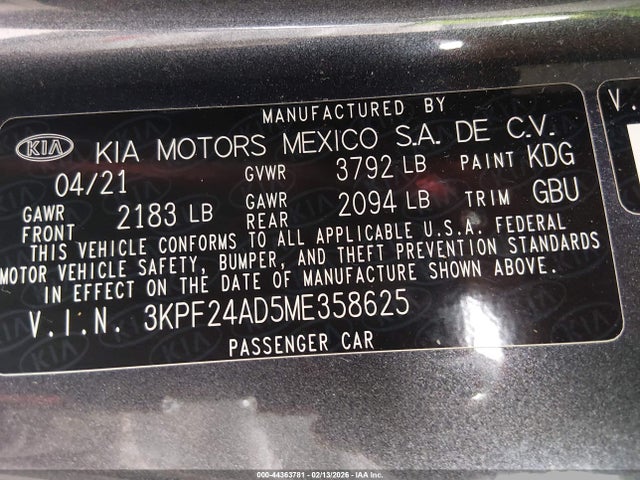 MANUFACTURED BY
KIA KIA MOTORS MEXICO S.A. DE C.V.
04/21 GVWR 3792 LB PAINT KDG
GAWR FRONT 2183 LB GAWR REAR 2094 LB TRIM GBU
THIS VEHICLE CONFORMS TO ALL APPLICABLE U.S.A. FEDERAL
MOTOR VEHICLE SAFETY, BUMPER, AND THEFT PREVENTION STANDARDS
IN EFFECT ON THE DATE OF MANUFACTURE SHOWN ABOVE.
V.I.N. 3KPF24AD5ME358625
PASSENGER CAR
V.
000-44363781 - 02/13/2026 - IAA Inc.